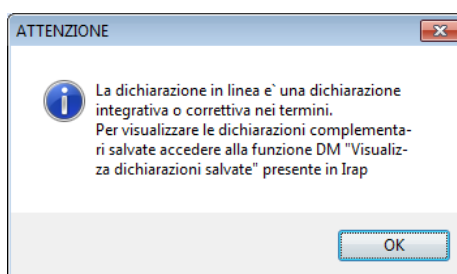 ATTENZIONE
La dichiarazione in linea e` una dichiarazione
integrativa o correttiva nei termini.
Per visualizzare le dichiarazioni complementa-
ri salvate accedere alla funzione DM "Visualiz-
za dichiarazioni salvate" presente in Irap
OK